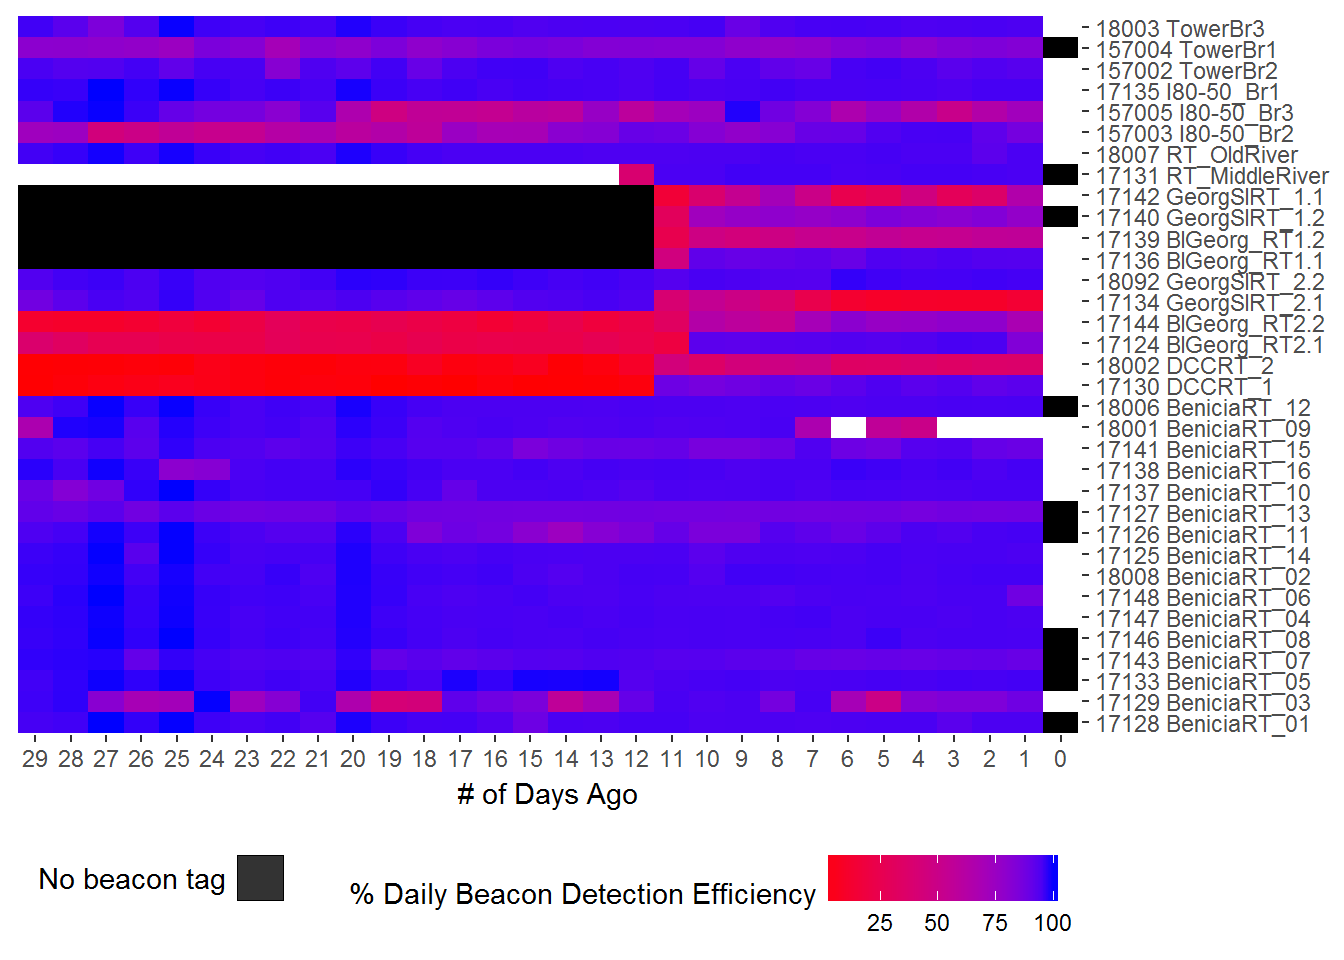 18003 TowerBr3
157004 TowerBr1
157002 TowerBr2
17135 I80-50_Br1
157005 I80-50_Br3
157003 I80-50_Br2
18007 RT_OldRiver
17131 RT_MiddleRiver
17142 GeorgSlRT_1.1
17140 GeorgSlRT_1.2
17139 BlGeorg_RT1.2
17136 BlGeorg_RT1.1
18092 GeorgSlRT_2.2
17134 GeorgSlRT_2.1
17144 BlGeorg_RT2.2
17124 BlGeorg_RT2.1
18002 DCCRT_2
17130 DCCRT_1
18006 BeniciaRT_12
18001 BeniciaRT_09
17141 BeniciaRT_15
17138 BeniciaRT_16
17137 BeniciaRT_10
17127 BeniciaRT_13
17126 BeniciaRT_11
17125 BeniciaRT_14
18008 BeniciaRT_02
17148 BeniciaRT_06
17147 BeniciaRT_04
17146 BeniciaRT_08
17143 BeniciaRT_07
17133 BeniciaRT_05
17129 BeniciaRT_03
17128 BeniciaRT_01
29 28 27 26 25 24 23 22 21 20 19 18 17 16 15 14 13 12 11 10 9 8 7 6 5 4 3 2 1 0
# of Days Ago
No beacon tag
% Daily Beacon Detection Efficiency
25 50 75 100